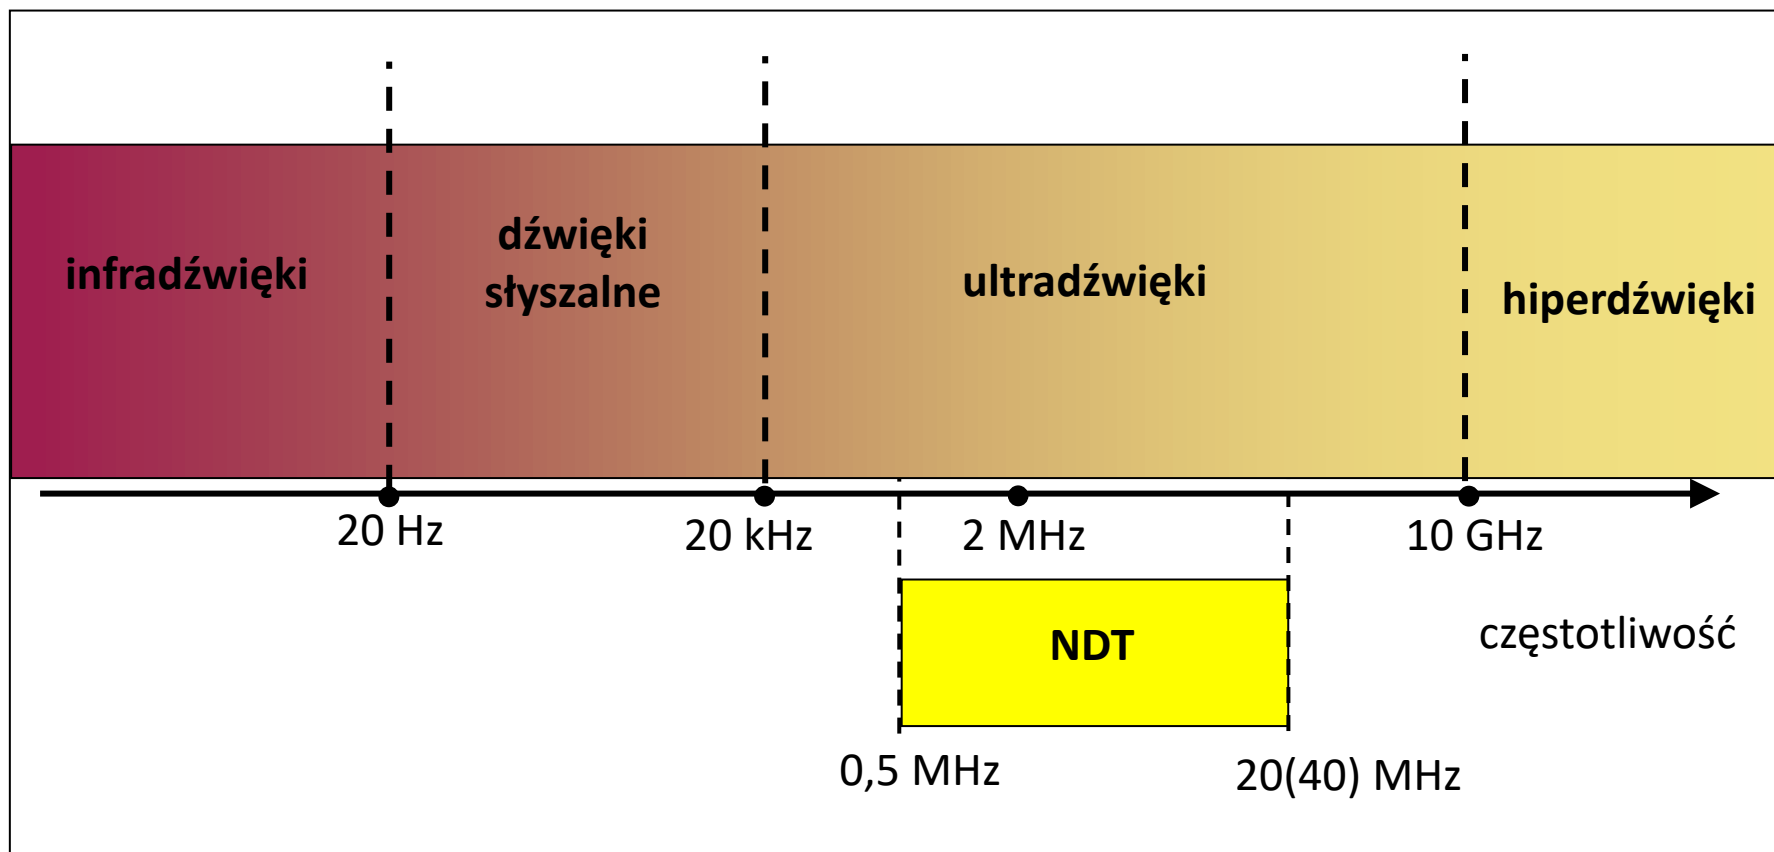 infradźwięki
dźwięki
słyszalne
ultradźwięki
hiperdźwięki
20 Hz
20 kHz
2 MHz
10 GHz
NDT
częstotliwość
0,5 MHz
20(40) MHz